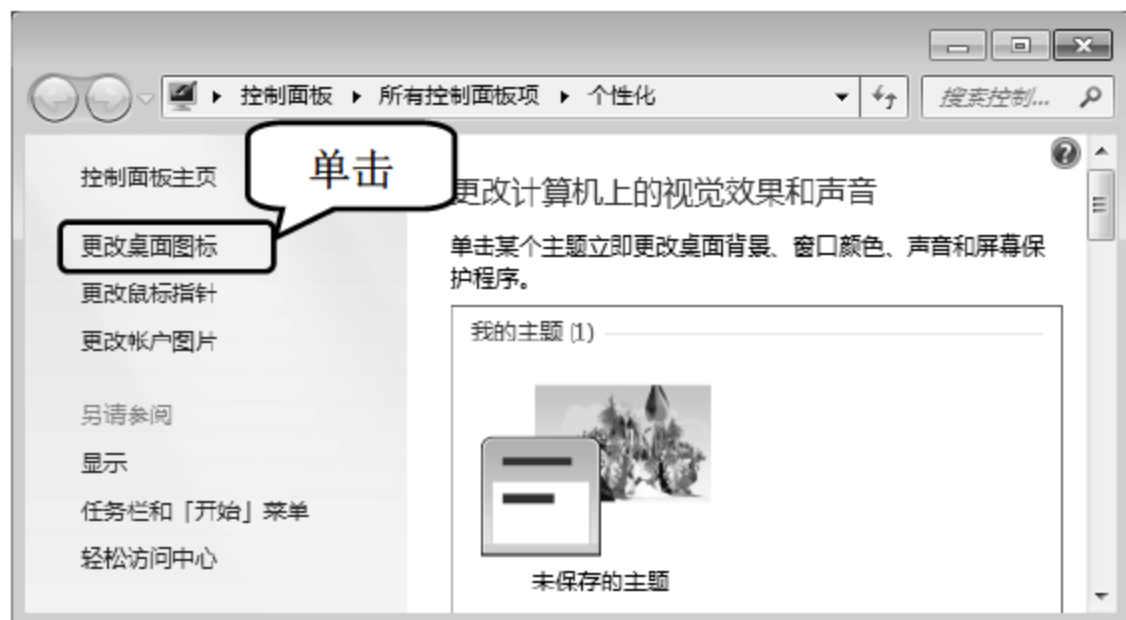 控制面板 ▸ 所有控制面板项 ▸ 个性化
搜索控制...
控制面板主页
单击
更改计算机上的视觉效果和声音
更改桌面图标
单击某个主题立即更改桌面背景、窗口颜色、声音和屏幕保
护程序。
更改鼠标指针
更改帐户图片
我的主题 (1)
另请参阅
显示
任务栏和「开始」菜单
轻松访问中心
未保存的主题